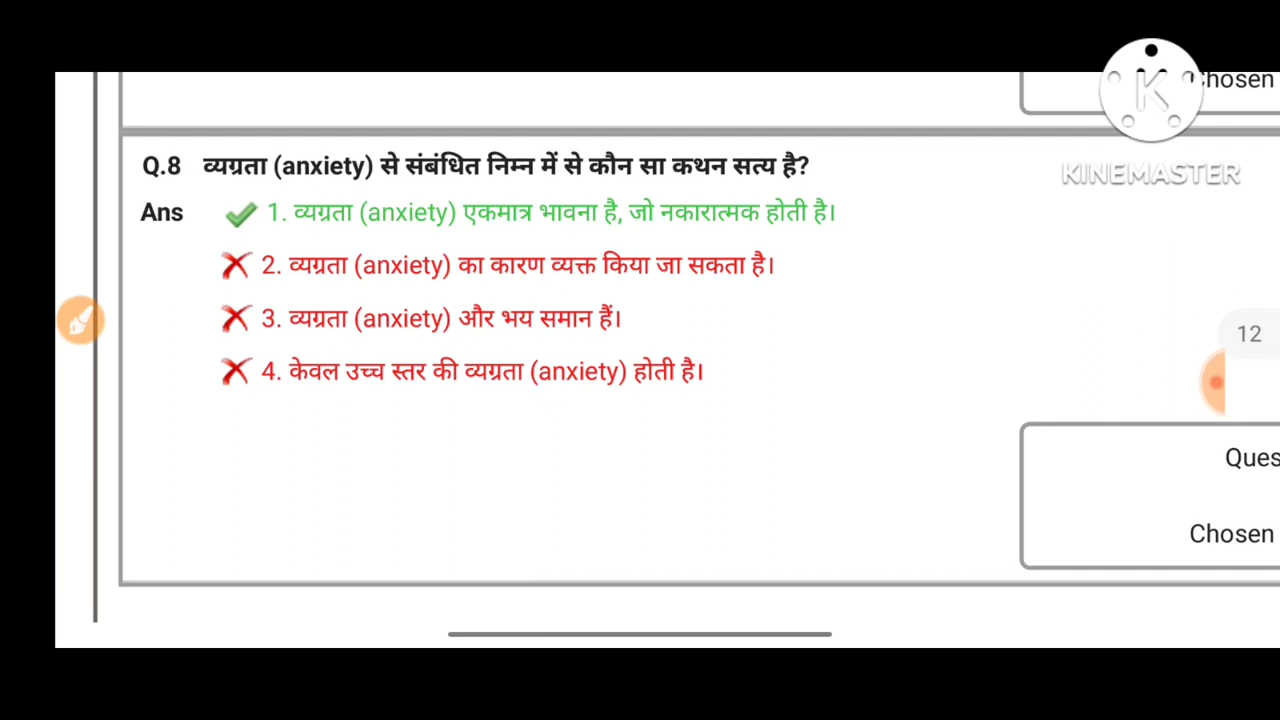 Chosen
K
KINEMASTER
Q.8 व्यग्रता (anxiety) से संबंधित निम्न में से कौन सा कथन सत्य है?
Ans 1. व्यग्रता (anxiety) एकमात्र भावना है, जो नकारात्मक होती है।
2. व्यग्रता (anxiety) का कारण व्यक्त किया जा सकता है।
3. व्यग्रता (anxiety) और भय समान हैं।
12
4. केवल उच्च स्तर की व्यग्रता (anxiety) होती है।
Ques
Chosen